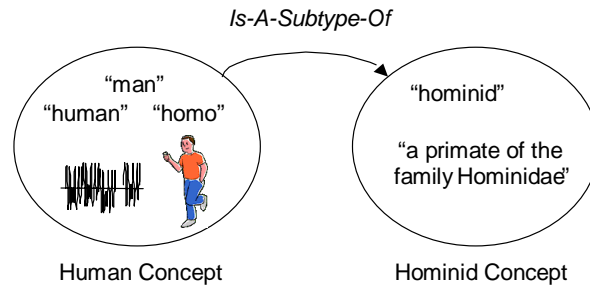 Is-A-Subtype-Of
“man”
“human” “homo”
“hominid”
“a primate of the
family Hominidae”
Human Concept
Hominid Concept